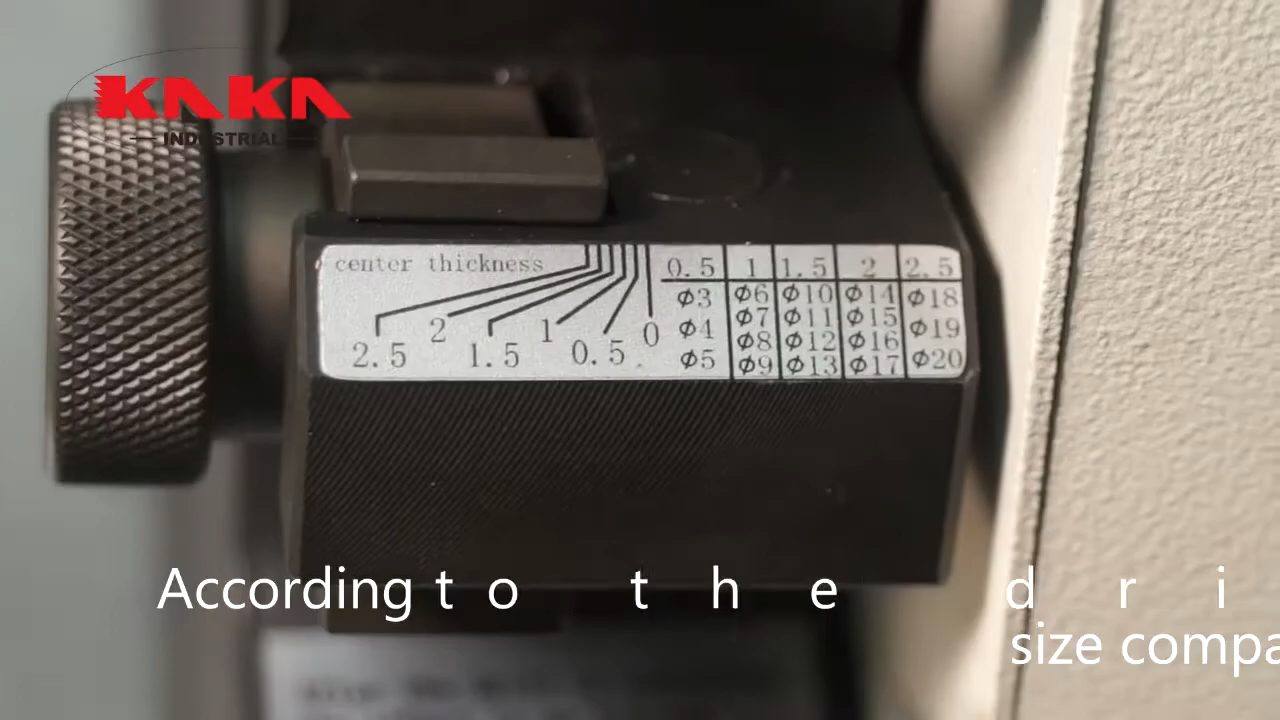 KAKA
INDUSTRIAL
center thickness
2.5 2 1.5 1 0.5 0
0.5 1 1.5 2 2.5
Φ3 Φ6 Φ10 Φ14 Φ18
Φ4 Φ7 Φ11 Φ15 Φ19
Φ5 Φ8 Φ12 Φ16 Φ20
Φ9 Φ13 Φ17
According to the dri
size compa